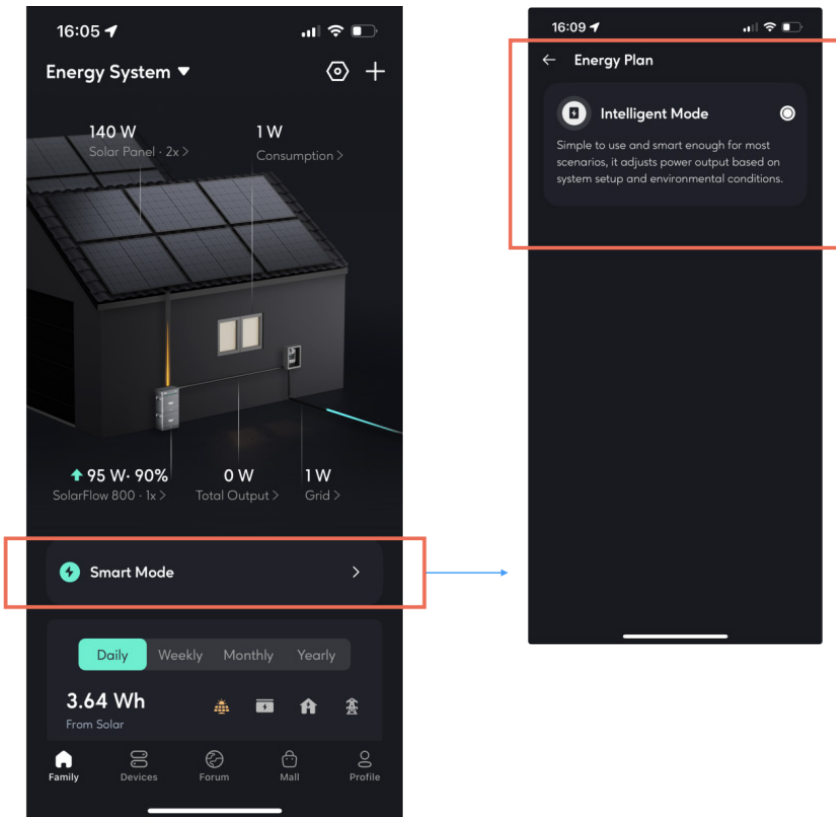 16:05
Energy System
140 W
Solar Panel · 2x >
1 W
Consumption >
95 W· 90%
SolarFlow 800 · 1x >
0 W
Total Output >
1 W
Grid >
Smart Mode
Daily Weekly Monthly Yearly
3.64 Wh
From Solar
Family Devices Forum Mall Profile
16:09
Energy Plan
Intelligent Mode
Simple to use and smart enough for most
scenarios, it adjusts power output based on
system setup and environmental conditions.